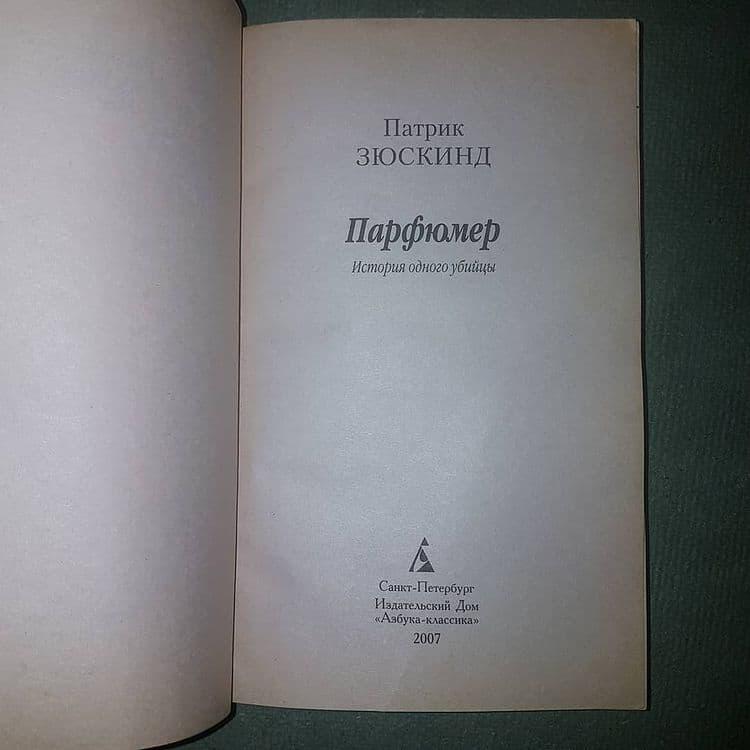 Патрик
ЗЮСКИНД
Парфюмер
История одного убийцы
Санкт-Петербург
Издательский Дом
«Азбука-классика»
2007